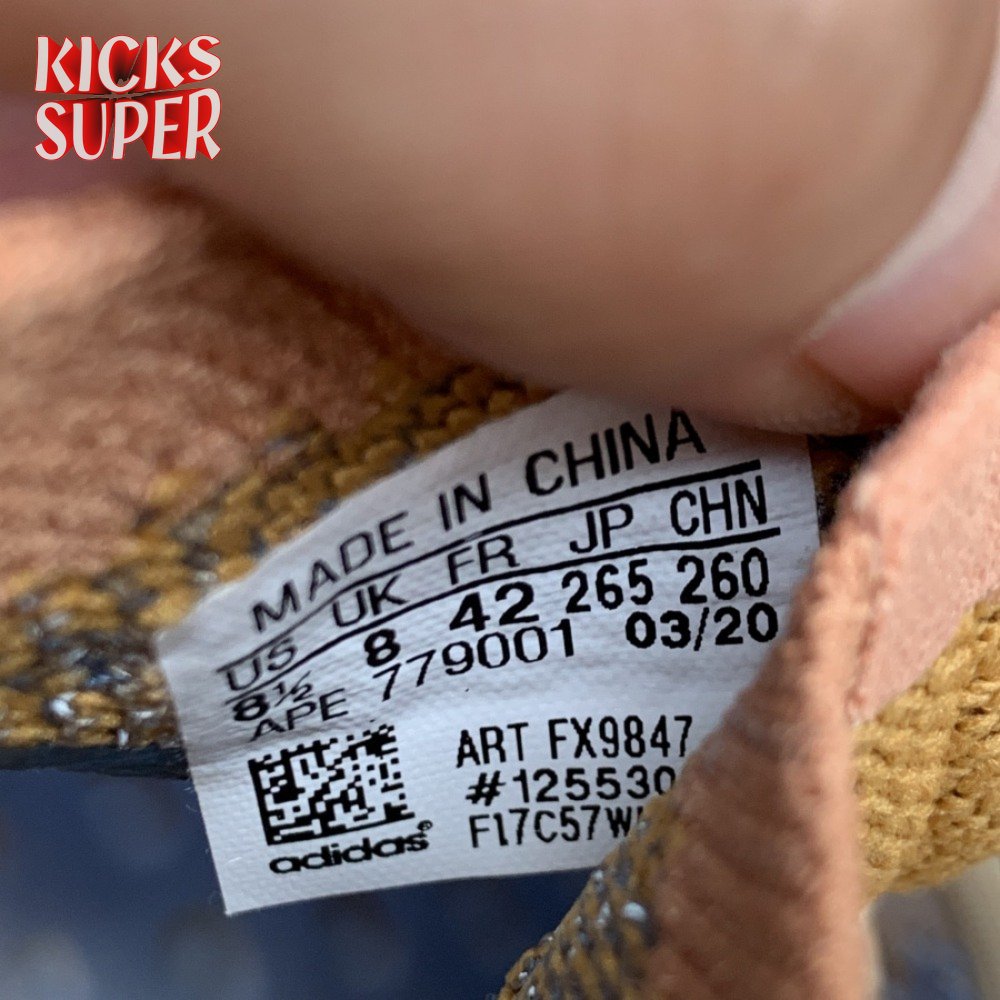 KICKS
SUPER
MADE IN CHINA
US UK FR JP CHN
8½ 8 42 265 260
APE 779001 03/20
ART FX9847
#125530
F17C57W
adidas®